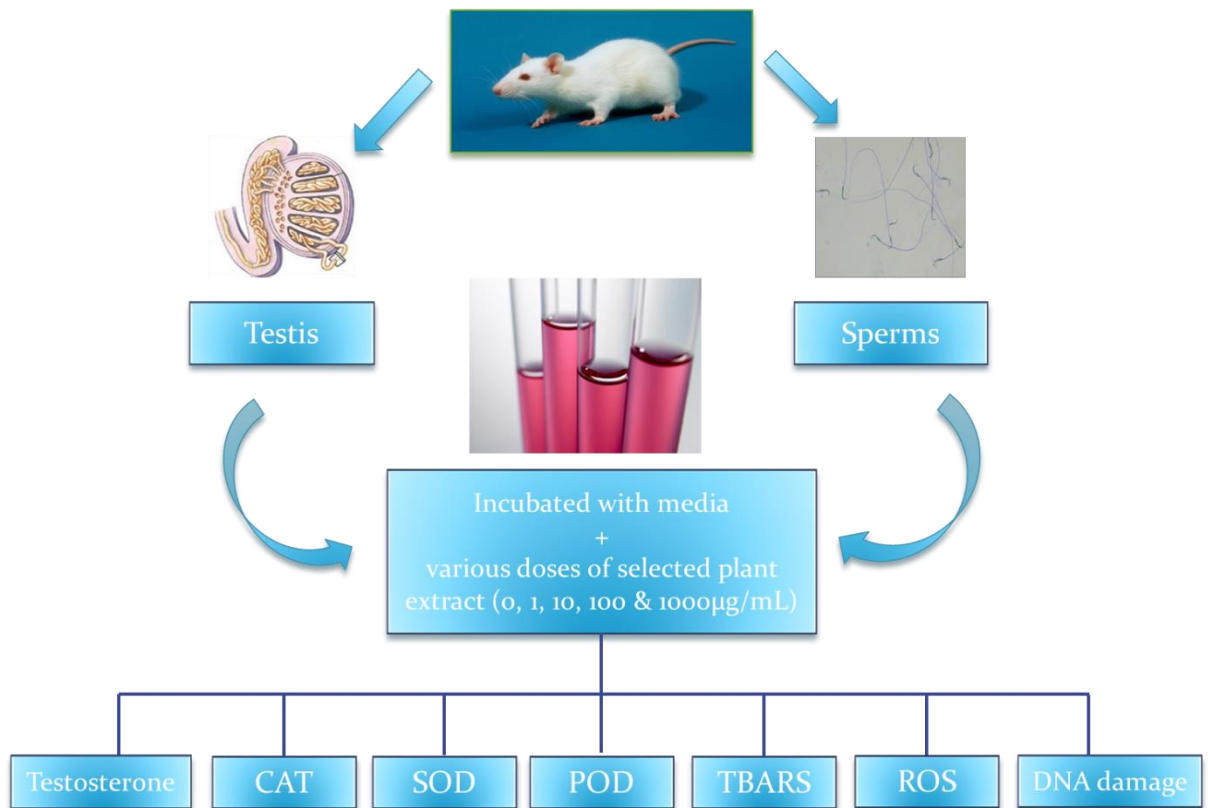 Testis
Sperms
Incubated with media
+
various doses of selected plant
extract (0, 1, 10, 100 & 1000µg/mL)
Testosterone
CAT
SOD
POD
TBARS
ROS
DNA damage